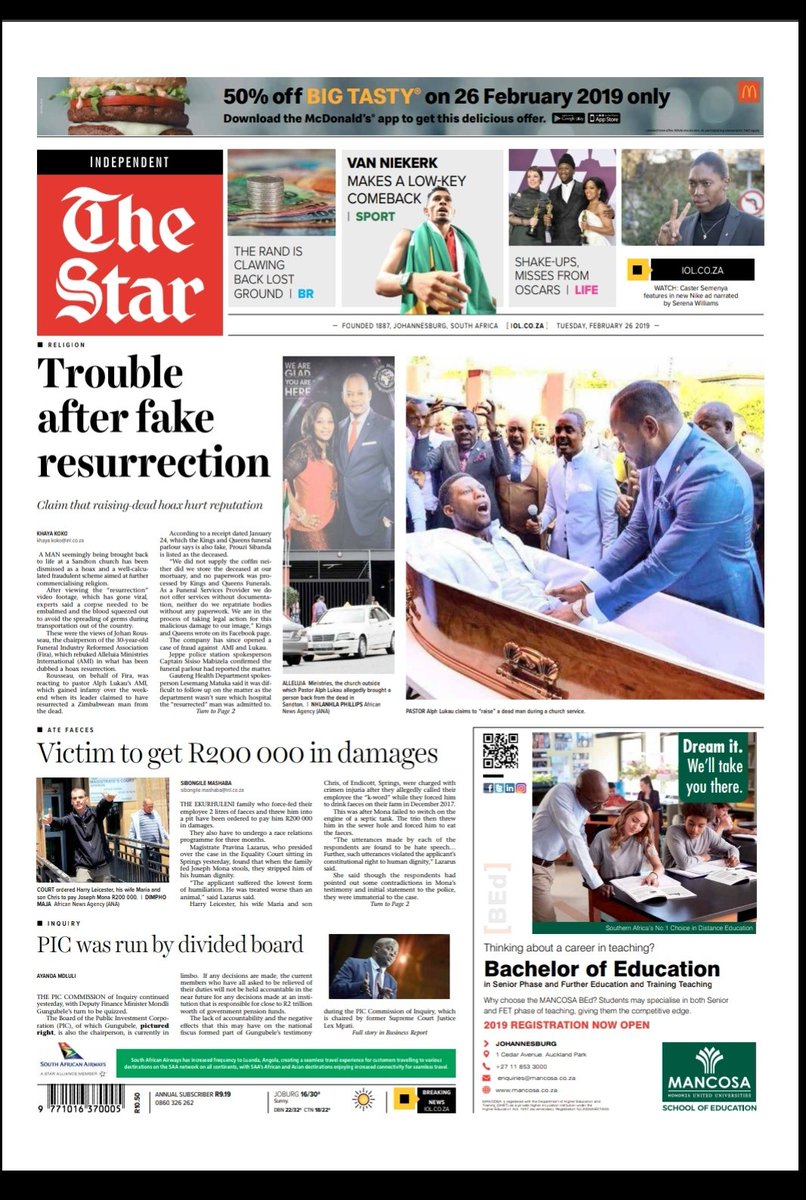 50% off BIG TASTY® on 26 February 2019 only
Download the McDonald's® app to get this delicious offer.
Google play
App Store
INDEPENDENT
The
Star
THE RAND IS
CLAWING
BACK LOST
GROUND | BR
VAN NIEKERK
MAKES A LOW-KEY
COMEBACK
| SPORT
SHAKE-UPS,
MISSES FROM
OSCARS | LIFE
IOL.CO.ZA
WATCH: Caster Semenya
features in new Nike ad narrated
by Serena Williams
— FOUNDED 1887, JOHANNESBURG, SOUTH AFRICA [IOL.CO.ZA] TUESDAY, FEBRUARY 26 2019 —
■ RELIGION
Trouble
after fake
resurrection
Claim that raising-dead hoax hurt reputation
KHAYA KOKO
khaya.koko@inl.co.za
A MAN seemingly being brought back
to life at a Sandton church has been
dismissed as a hoax and a well-calcu-
lated fraudulent scheme aimed at further
commercialising religion.
After viewing the "resurrection"
video footage, which has gone viral,
experts said a corpse needed to be
embalmed and the blood squeezed out
to avoid the spreading of germs during
transportation out of the country.
These were the views of Johan Rous-
seau, the chairperson of the 30-year-old
Funeral Industry Reformed Association
(Fira), which rebuked Alleluia Ministries
International (AMI) in what has been
dubbed a hoax resurrection.
Rousseau, on behalf of Fira, was
reacting to pastor Alph Lukau's AMI,
which gained infamy over the week-
end when its leader claimed to have
resurrected a Zimbabwean man from
the dead.
According to a receipt dated January
24, which the Kings and Queens funeral
parlour says is also fake, Prouzi Sibanda
is listed as the deceased.
"We did not supply the coffin nei-
ther did we store the deceased at our
mortuary, and no paperwork was pro-
cessed by Kings and Queens Funerals.
As a Funeral Services Provider we do
not offer services without documenta-
tion, neither do we repatriate bodies
without any paperwork. We are in the
process of taking legal action for this
malicious damage to our image," Kings
and Queens wrote on its Facebook page.
The company has since opened a
case of fraud against AMI and Lukau.
Jeppe police station spokesperson
Captain Sisiso Mabizela confirmed the
funeral parlour had reported the matter.
Gauteng Health Department spokes-
person Lesemang Matuka said it was dif-
ficult to follow up on the matter as the
department wasn't sure which hospital
the "resurrected" man was admitted to.
Turn to Page 2
WE ARE
GLAD
YOU ARE
HERE
ALLELUIA Ministries, the church outside
which Pastor Alph Lukau allegedly brought a
person back from the dead in
Sandton. | NHLANHLA PHILLIPS African
News Agency (ANA)
PASTOR Alph Lukau claims to "raise" a dead man during a church service.
■ ATE FAECES
Victim to get R200 000 in damages
COURT ordered Harry Leicester, his wife Maria and
son Chris to pay Joseph Mona R200 000. | DIMPHO
MAJA African News Agency (ANA)
SIBONGILE MASHABA
sibongile.mashaba@inl.co.za
THE EKURHULENI family who force-fed their
employee 2 litres of faeces and threw him into
a pit have been ordered to pay him R200 000
in damages.
They also have to undergo a race relations
programme for three months.
Magistrate Pravina Lazarus, who presided
over the case in the Equality Court sitting in
Springs yesterday, found that when the family
fed Joseph Mona stools, they stripped him of
his human dignity.
"The applicant suffered the lowest form
of humiliation. He was treated worse than an
animal," said Lazarus.
Harry Leicester, his wife Maria and son
Chris, of Endicott, Springs, were charged with
crimen injuria after they allegedly called their
employee the "k-word" while they forced him
to drink faeces on their farm in December 2017.
This was after Mona failed to switch on the
engine of a septic tank. The trio then threw
him in the sewer hole and forced him to eat
the faeces.
"The utterances made by each of the
respondents are found to be hate speech...
Further, such utterances violated the applicant's
constitutional right to human dignity," Lazarus
said.
She said though the respondents had
pointed out some contradictions in Mona's
testimony and initial statement to the police,
they were immaterial to the case.
Turn to Page 2
■ INQUIRY
PIC was run by divided board
AYANDA MDLULI
THE PIC COMMISSION of Inquiry continued
yesterday, with Deputy Finance Minister Mondli
Gungubele's turn to be quizzed.
The Board of the Public Investment Corpo-
ration (PIC), of which Gungubele, pictured
right, is also the chairperson, is currently in
limbo. If any decisions are made, the current
members who have all asked to be relieved of
their duties will not be held accountable in the
near future for any decisions made at an insti-
tution that is responsible for close to R2 trillion
worth of government pension funds.
The lack of accountability and the negative
effects that this may have on the national
fiscus formed part of Gungubele's testimony
during the PIC Commission of Inquiry, which
is chaired by former Supreme Court Justice
Lex Mpati.
Full story in Business Report
SOUTH AFRICAN AIRWAYS
A STAR ALLIANCE MEMBER
South African Airways has increased frequency to Luanda, Angola, creating a seamless travel experience for customers travelling to various
destinations on the SAA network on all continents, with SAA's African and Asian destinations enjoying increased connectivity for seamless travel.
9 771016 370005
R10.50
ANNUAL SUBSCRIBER R9.19
0860 326 262
JOBURG 16/30°
Sunny.
DBN 22/32° CTN 18/22°
BREAKING
NEWS
IOL.CO.ZA
Dream it.
We'll take
you there.
[BEd]
Southern Africa's No.1 Choice in Distance Education
Thinking about a career in teaching?
Bachelor of Education
in Senior Phase and Further Education and Training Teaching
Why choose the MANCOSA BEd? Students may specialise in both Senior
and FET phase of teaching, giving them the competitive edge.
2019 REGISTRATION NOW OPEN
JOHANNESBURG
1 Cedar Avenue, Auckland Park
+27 11 853 3000
enquiries@mancosa.co.za
www.mancosa.co.za
MANCOSA
HONORIS UNITED UNIVERSITIES
SCHOOL OF EDUCATION